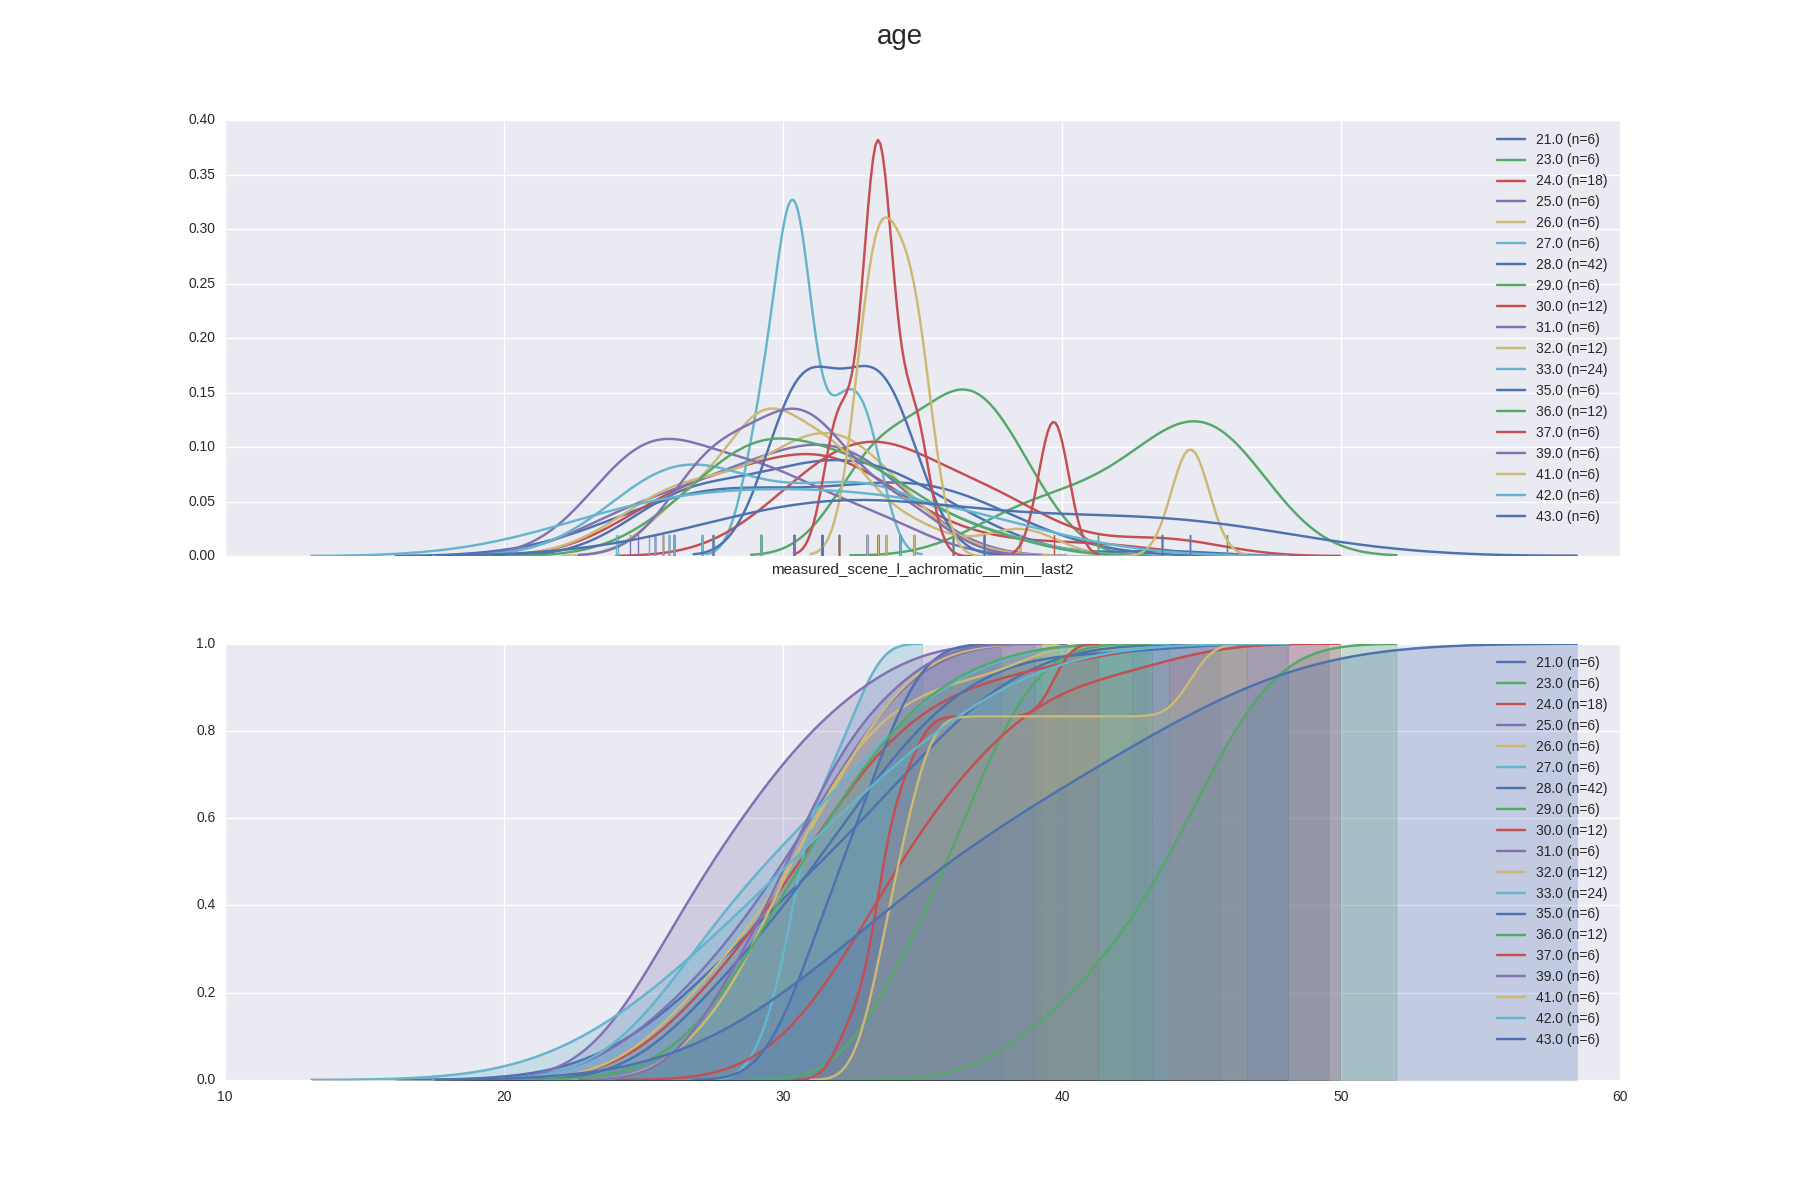 age
0.40
0.35
0.30
0.25
0.20
0.15
0.10
0.05
0.00
21.0 (n=6)
23.0 (n=6)
24.0 (n=18)
25.0 (n=6)
26.0 (n=6)
27.0 (n=6)
28.0 (n=42)
29.0 (n=6)
30.0 (n=12)
31.0 (n=6)
32.0 (n=12)
33.0 (n=24)
35.0 (n=6)
36.0 (n=12)
37.0 (n=6)
39.0 (n=6)
41.0 (n=6)
42.0 (n=6)
43.0 (n=6)
measured_scene_l_achromatic__min__last2
1.0
0.8
0.6
0.4
0.2
0.0
21.0 (n=6)
23.0 (n=6)
24.0 (n=18)
25.0 (n=6)
26.0 (n=6)
27.0 (n=6)
28.0 (n=42)
29.0 (n=6)
30.0 (n=12)
31.0 (n=6)
32.0 (n=12)
33.0 (n=24)
35.0 (n=6)
36.0 (n=12)
37.0 (n=6)
39.0 (n=6)
41.0 (n=6)
42.0 (n=6)
43.0 (n=6)
10 20 30 40 50 60